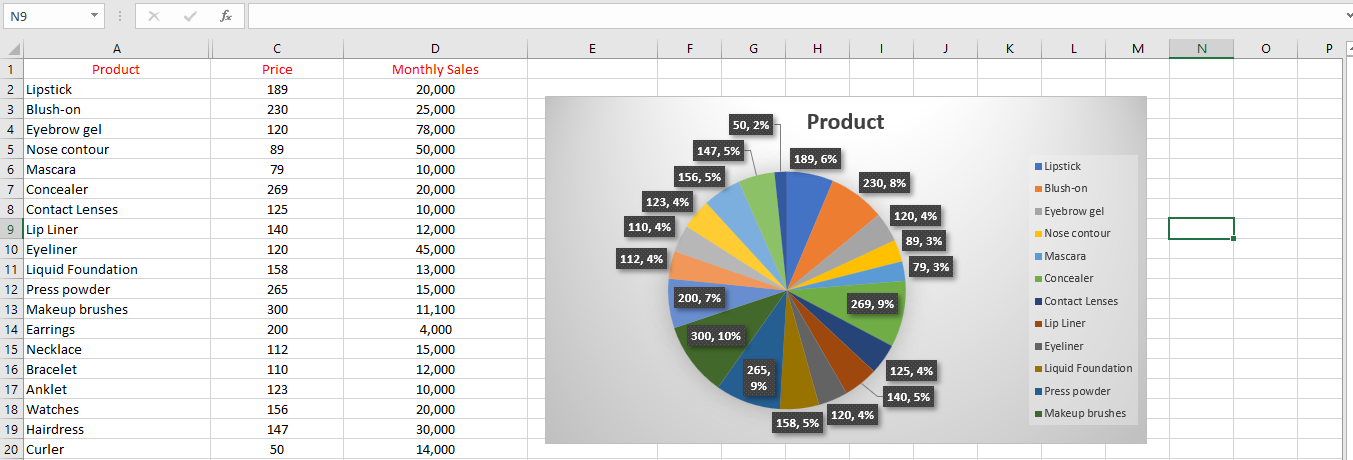 N9 fx
A C D E F G H I J K L M N O P
1 Product Price Monthly Sales
2 Lipstick 189 20,000
3 Blush-on 230 25,000
4 Eyebrow gel 120 78,000
5 Nose contour 89 50,000
6 Mascara 79 10,000
7 Concealer 269 20,000
8 Contact Lenses 125 10,000
9 Lip Liner 140 12,000
10 Eyeliner 120 45,000
11 Liquid Foundation 158 13,000
12 Press powder 265 15,000
13 Makeup brushes 300 11,100
14 Earrings 200 4,000
15 Necklace 112 15,000
16 Bracelet 110 12,000
17 Anklet 123 10,000
18 Watches 156 20,000
19 Hairdress 147 30,000
20 Curler 50 14,000
Product
189, 6%
230, 8%
120, 4%
89, 3%
79, 3%
269, 9%
125, 4%
140, 5%
120, 4%
158, 5%
265,
9%
300, 10%
200, 7%
112, 4%
110, 4%
123, 4%
156, 5%
147, 5%
50, 2%
Lipstick
Blush-on
Eyebrow gel
Nose contour
Mascara
Concealer
Contact Lenses
Lip Liner
Eyeliner
Liquid Foundation
Press powder
Makeup brushes